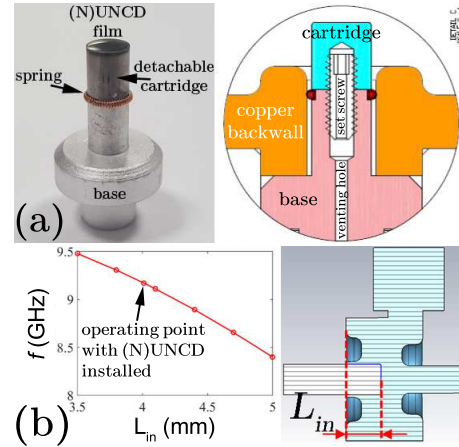 (N)UNCD
film
detachable
cartridge
spring
base
(a)
cartridge
copper
backwall
set screw
base
venting hole
DETAIL C
9.5
9
8.5
8
f (GHz)
operating point
with (N)UNCD
installed
3.5
4
4.5
5
L_in (mm)
(b)
L_in